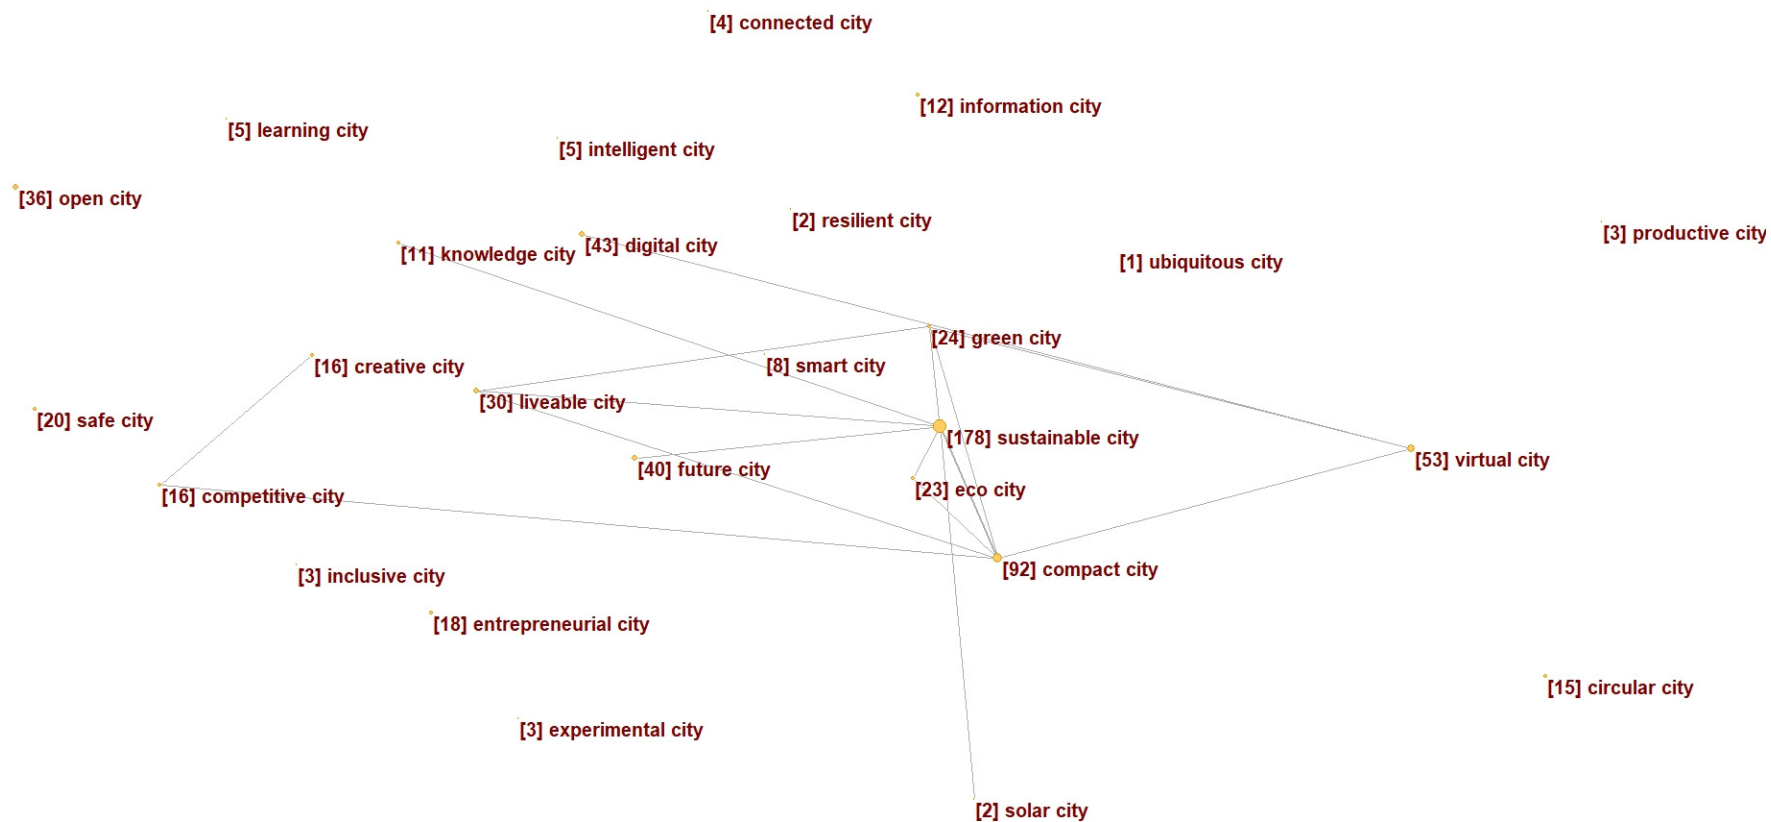 [4] connected city
[12] information city
[5] learning city
[5] intelligent city
[36] open city
[2] resilient city
[3] productive city
[43] digital city
[11] knowledge city
[1] ubiquitous city
[24] green city
[16] creative city
[8] smart city
[30] liveable city
[20] safe city
[178] sustainable city
[53] virtual city
[40] future city
[23] eco city
[16] competitive city
[92] compact city
[3] inclusive city
[18] entrepreneurial city
[15] circular city
[3] experimental city
[2] solar city